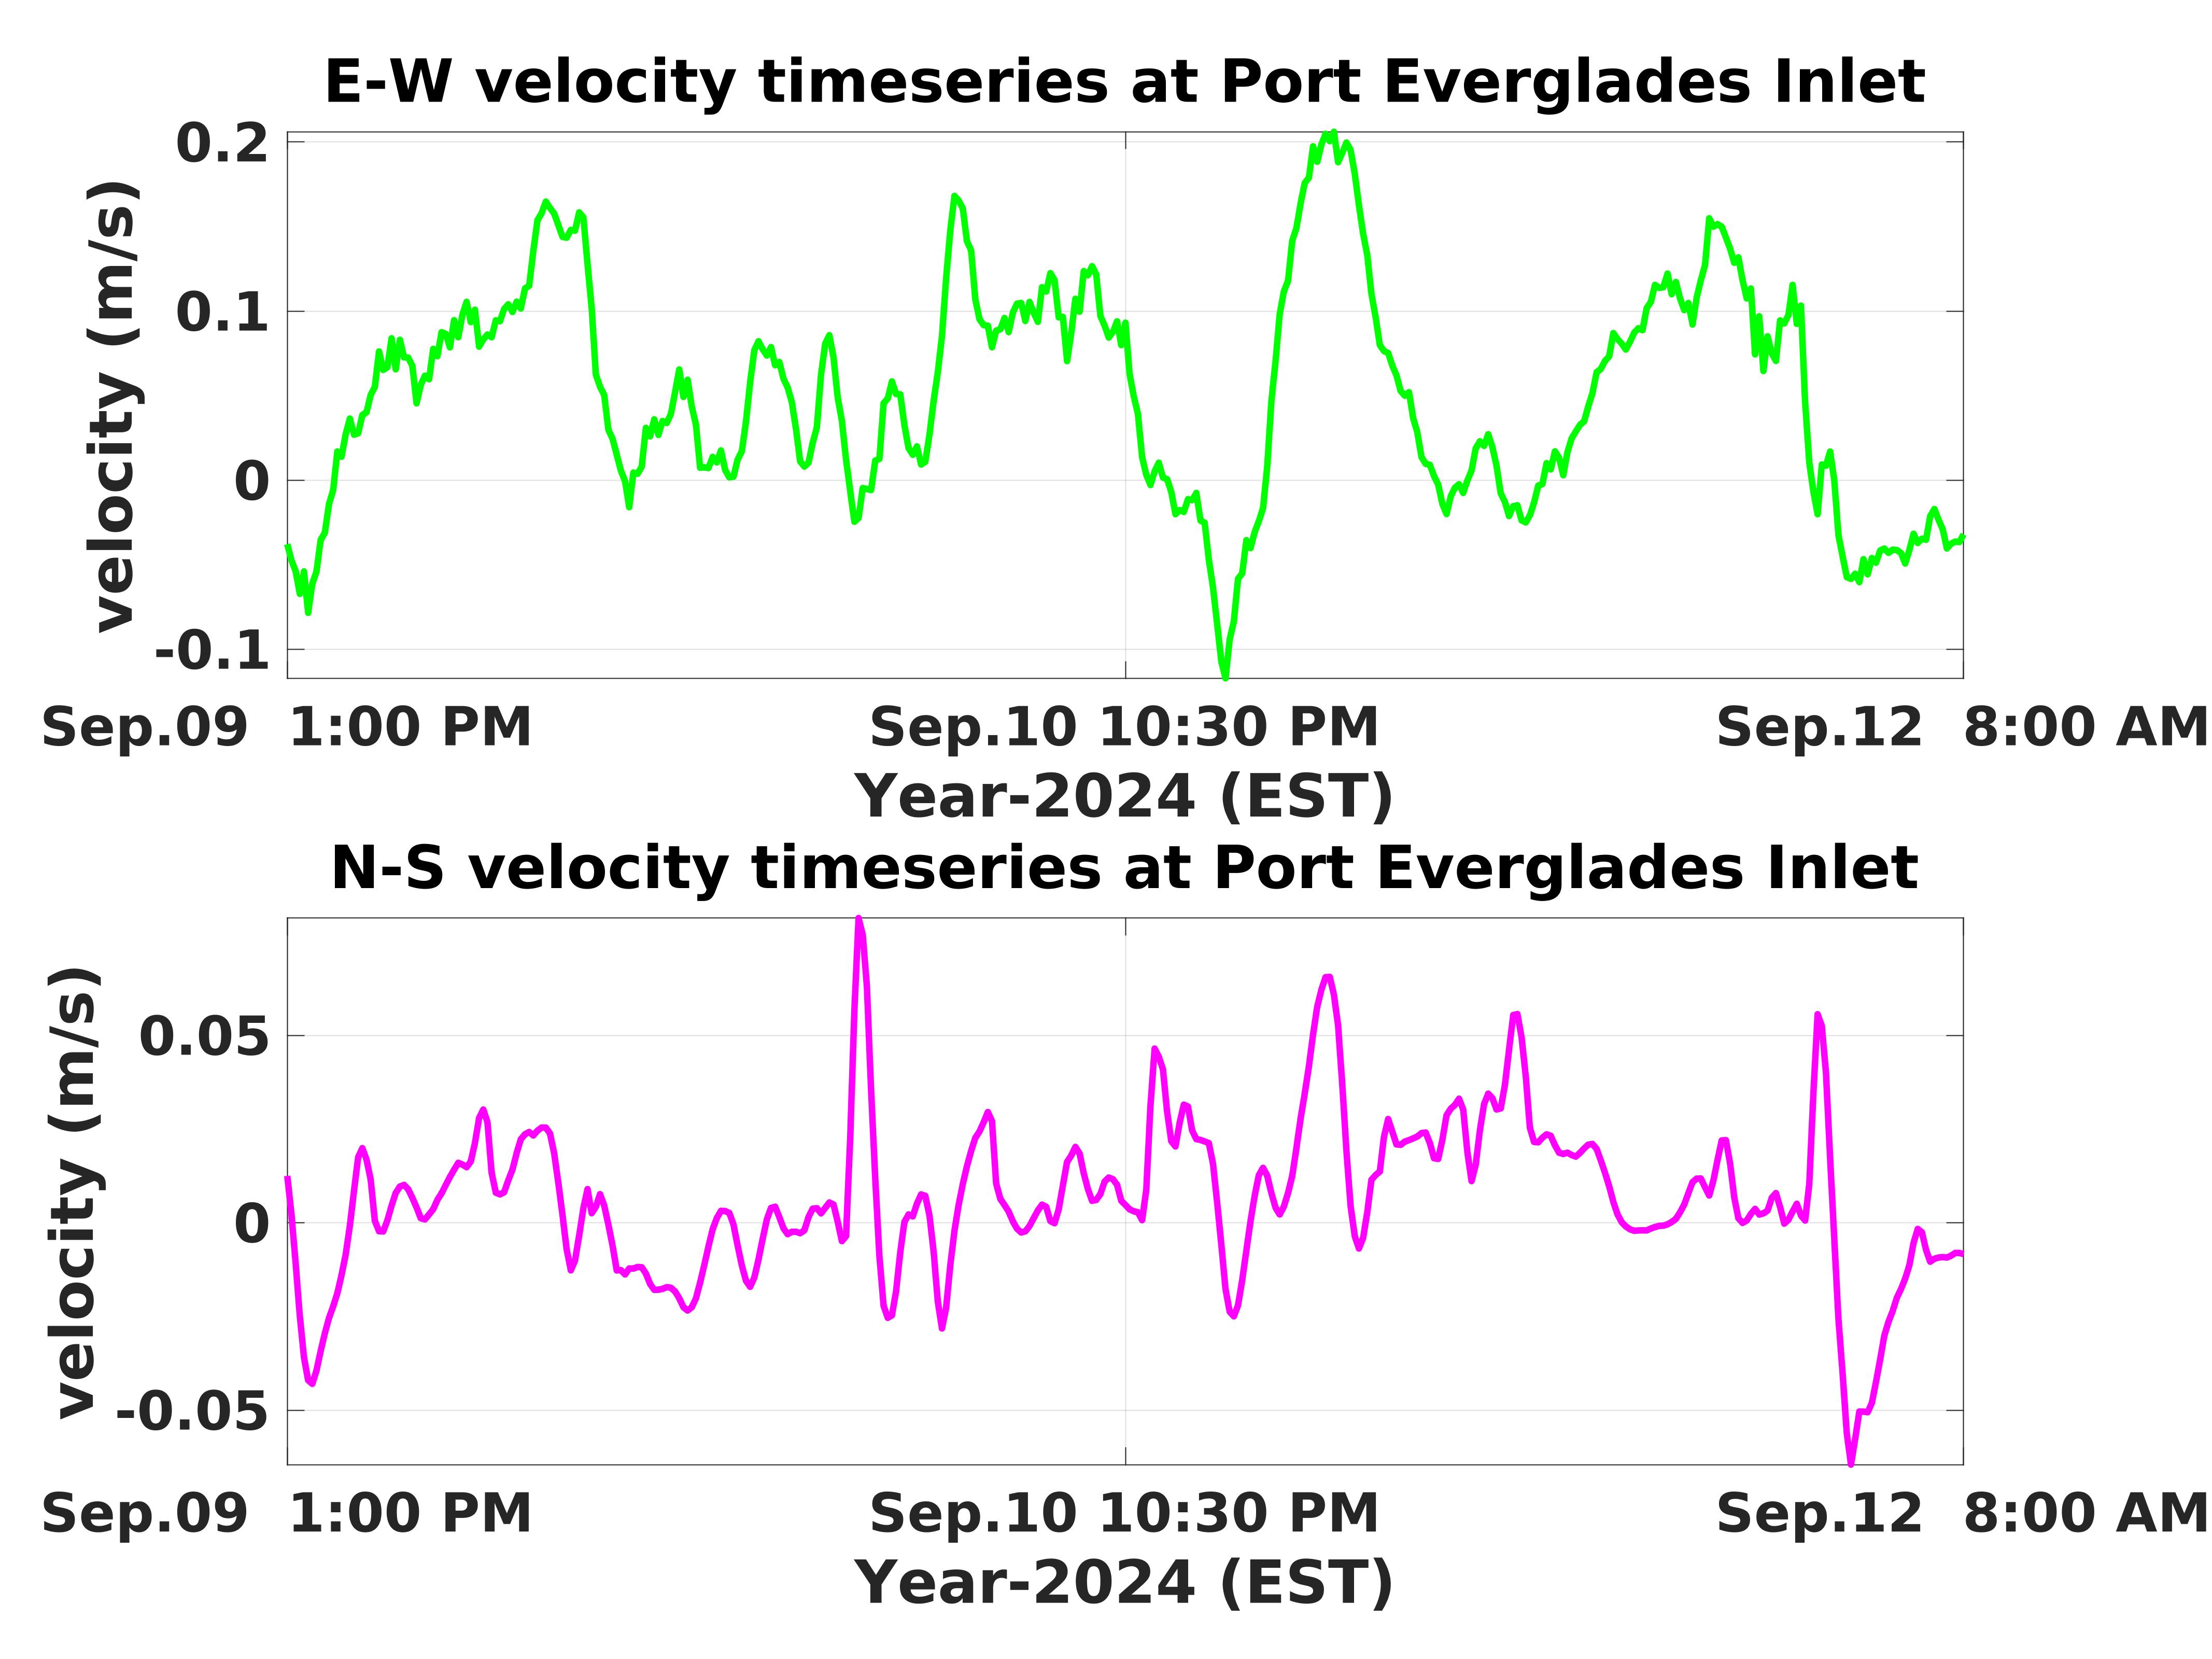 E-W velocity timeseries at Port Everglades Inlet
velocity (m/s)
0.2
0.1
0
-0.1
Sep.09  1:00 PM
Sep.10 10:30 PM
Sep.12  8:00 AM
Year-2024 (EST)
N-S velocity timeseries at Port Everglades Inlet
velocity (m/s)
0.05
0
-0.05
Sep.09  1:00 PM
Sep.10 10:30 PM
Sep.12  8:00 AM
Year-2024 (EST)